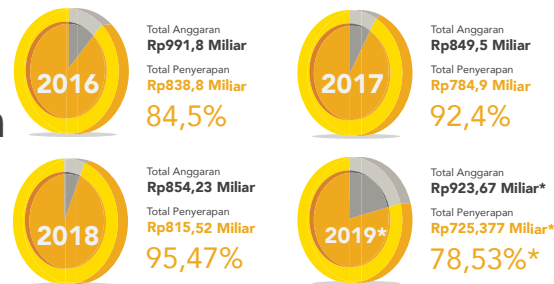 2016
Total Anggaran
Rp991,8 Miliar
Total Penyerapan
Rp838,8 Miliar
84,5%
2017
Total Anggaran
Rp849,5 Miliar
Total Penyerapan
Rp784,9 Miliar
92,4%
2018
Total Anggaran
Rp854,23 Miliar
Total Penyerapan
Rp815,52 Miliar
95,47%
2019*
Total Anggaran
Rp923,67 Miliar*
Total Penyerapan
Rp725,377 Miliar*
78,53%*